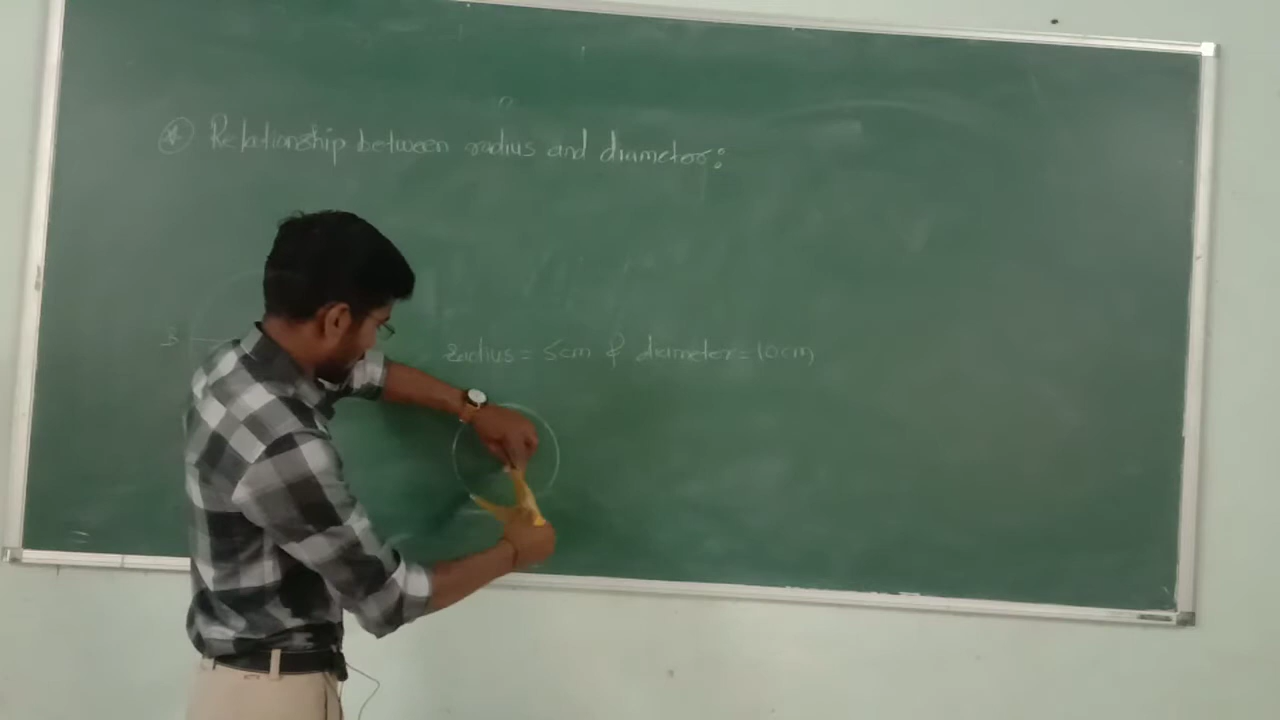 * Relationship between radius and diameter:
B
radius = 5cm & diameter = 10cm